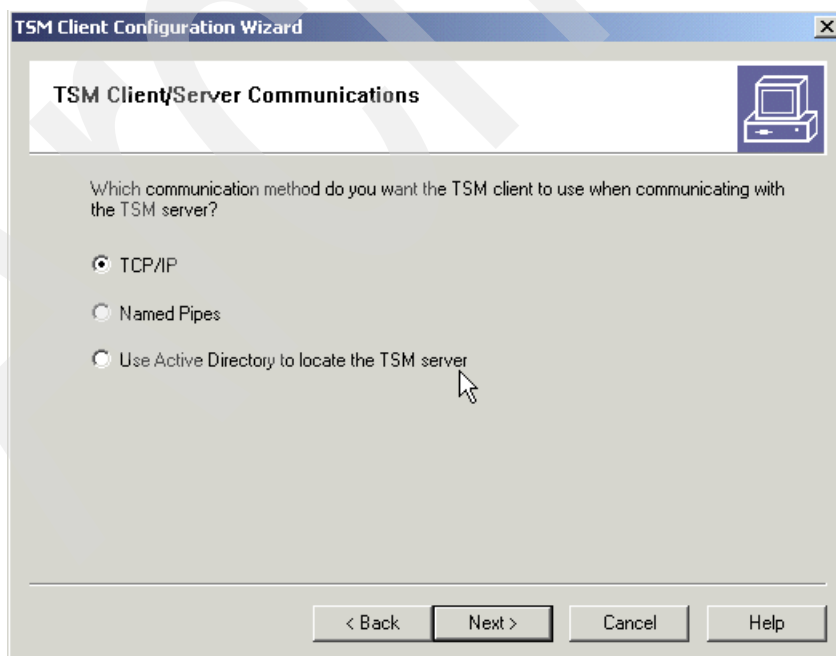 TSM Client Configuration Wizard
TSM Client/Server Communications
Which communication method do you want the TSM client to use when communicating with
the TSM server?
TCP/IP
Named Pipes
Use Active Directory to locate the TSM server
< Back Next > Cancel Help